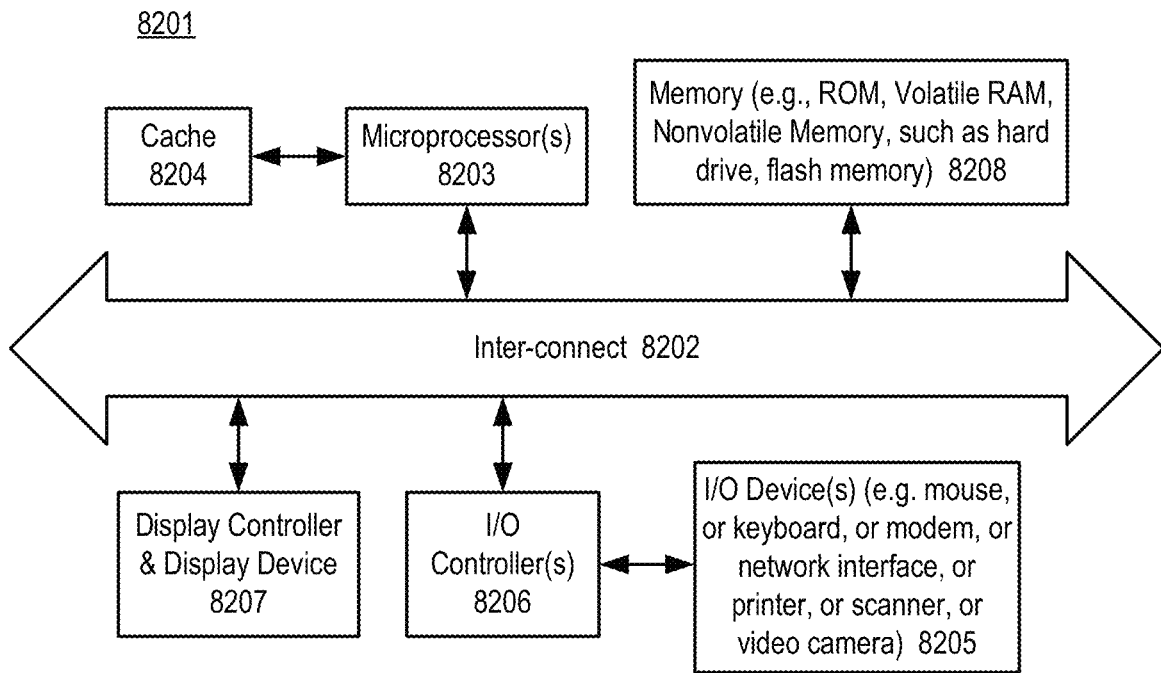 8201
Cache
8204
Microprocessor(s)
8203
Memory (e.g., ROM, Volatile RAM,
Nonvolatile Memory, such as hard
drive, flash memory) 8208
Inter-connect 8202
Display Controller
& Display Device
8207
I/O
Controller(s)
8206
I/O Device(s) (e.g. mouse,
or keyboard, or modem, or
network interface, or
printer, or scanner, or
video camera) 8205